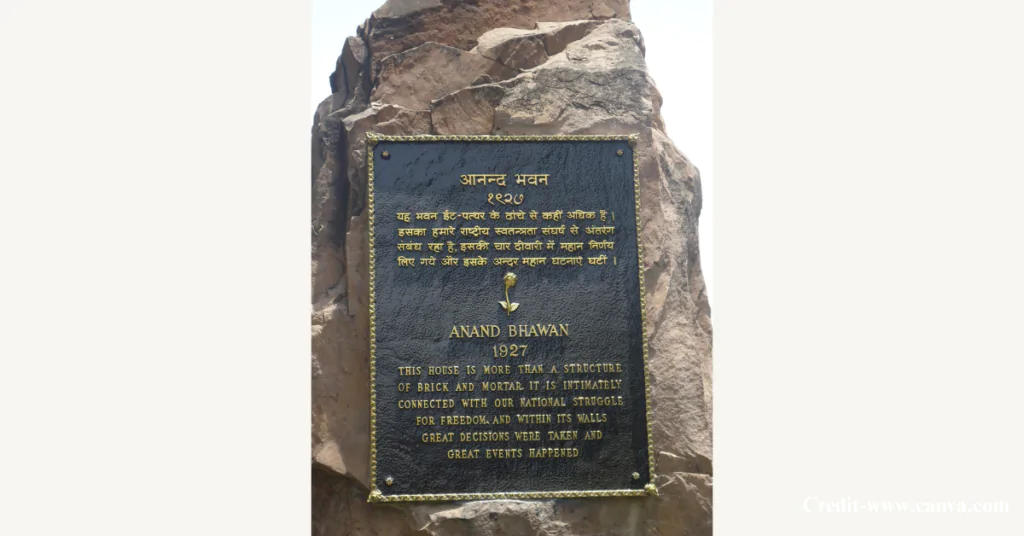 आनन्द भवन
१९२७
यह भवन ईंट-पत्थर के ढांचे से कहीं अधिक है।
इसका हमारे राष्ट्रीय स्वतन्त्रता संघर्ष से अंतरंग
संबंध रहा है, इसकी चार दीवारी में महान निर्णय
लिए गये और इसके अन्दर महान घटनाएं घटीं ।
ANAND BHAWAN
1927
THIS HOUSE IS MORE THAN A STRUCTURE
OF BRICK AND MORTAR. IT IS INTIMATELY
CONNECTED WITH OUR NATIONAL STRUGGLE
FOR FREEDOM, AND WITHIN ITS WALLS
GREAT DECISIONS WERE TAKEN AND
GREAT EVENTS HAPPENED
Credit-www.canva.com